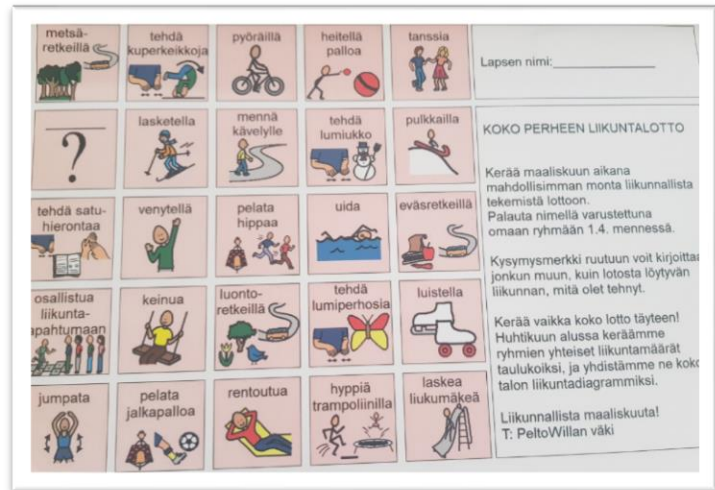 metsä-
retkeillä
tehdä
kuperkeikkoja
pyöräillä
heitellä
palloa
tanssia
?
lasketella
mennä
kävelylle
tehdä
lumiukko
pulkkailla
tehdä satu-
hierontaa
venytellä
pelata
hippaa
uida
eväsretkeillä
osallistua
liikunta-
apahtumaan
keinua
luonto-
retkeillä
tehdä
lumiperhosia
luistella
jumpata
pelata
jalkapalloa
rentoutua
hyppiä
trampoliinilla
laskea
liukumäkeä
Lapsen nimi:
KOKO PERHEEN LIIKUNTALOTTO
Kerää maaliskuun aikana
mahdollisimman monta liikunnallista
tekemistä lottoon.
Palauta nimellä varustettuna
omaan ryhmään 1.4. mennessä.
Kysymysmerkki ruutuun voit kirjoittaa
jonkun muun, kuin lotosta löytyvän
liikunnan, mitä olet tehnyt.
Kerää vaikka koko lotto täyteen!
Huhtikuun alussa keräämme
ryhmien yhteiset liikuntamäärät
taulukoiksi, ja yhdistämme ne koko
talon liikuntadiagrammiksi.
Liikunnallista maaliskuuta!
T: PeltoWillan väki